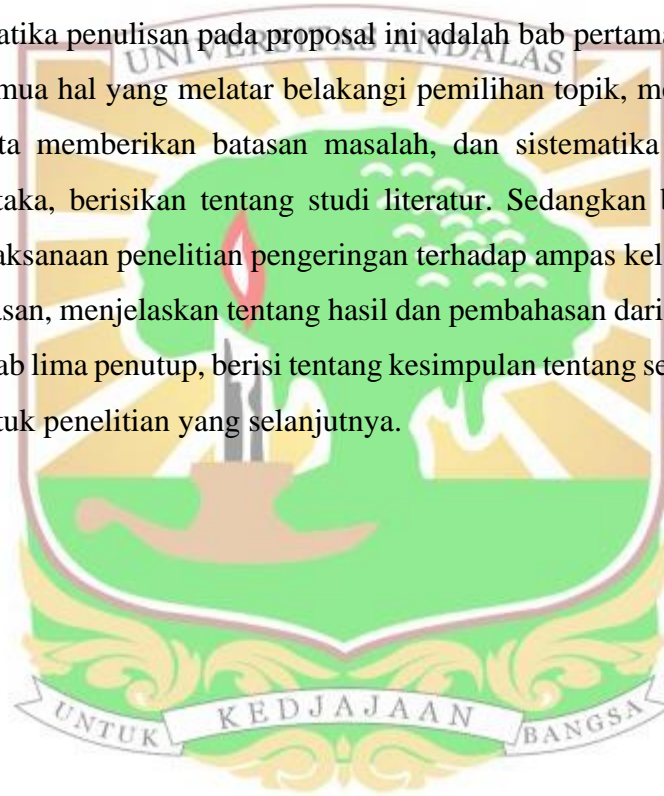 atika penulisan pada proposal ini adalah bab pertama
UNIVERSITAS ANDALAS
mua hal yang melatar belakangi pemilihan topik, me
ta memberikan batasan masalah, dan sistematika
taka, berisikan tentang studi literatur. Sedangkan b
aksanaan penelitian pengeringan terhadap ampas kel
asan, menjelaskan tentang hasil dan pembahasan dari
ab lima penutup, berisi tentang kesimpulan tentang se
tuk penelitian yang selanjutnya.
UNTUK KEDJAJAAN BANGSA